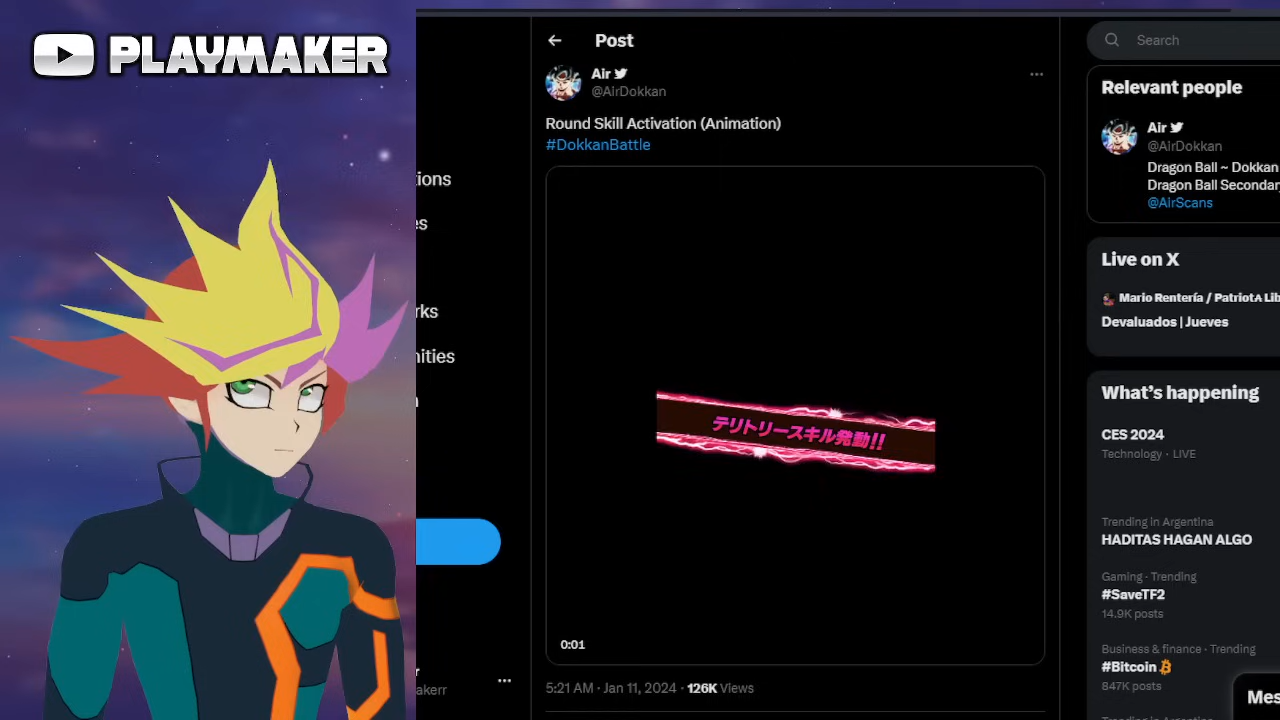 PLAYMAKER
Post
Search
Air
@AirDokkan
Round Skill Activation (Animation)
#DokkanBattle
テリトリースキル発動!!
0:01
5:21 AM · Jan 11, 2024 · 126K Views
ions
es
rks
nities
r
akerr
Relevant people
Air
@AirDokkan
Dragon Ball ~ Dokkan
Dragon Ball Secondar
@AirScans
Live on X
Mario Rentería / Patriotᴀ Lib
Devaluados | Jueves
What's happening
CES 2024
Technology · LIVE
Trending in Argentina
HADITAS HAGAN ALGO
Gaming · Trending
#SaveTF2
14.9K posts
Business & finance · Trending
#Bitcoin
847K posts
Mes